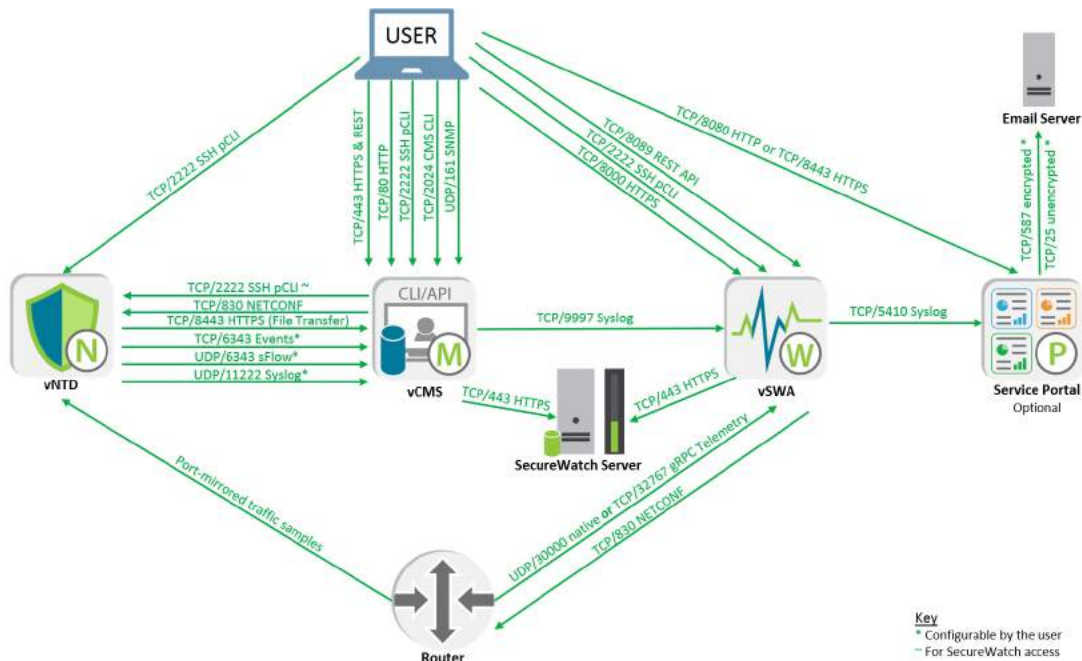 USER
Email Server
TCP/2222 SSH pCLI
TCP/443 HTTPS & REST
TCP/80 HTTP
TCP/2222 SSH pCLI
TCP/2024 CMS CLI
UDP/161 SNMP
TCP/8000 HTTPS
TCP/2222 SSH pCLI
TCP/8089 REST API
TCP/8080 HTTP or TCP/8443 HTTPS
TCP/587 encrypted *
TCP/25 unencrypted *
TCP/2222 SSH pCLI ~
TCP/830 NETCONF
TCP/8443 HTTPS (File Transfer)
TCP/6343 Events*
UDP/6343 sFlow*
UDP/11222 Syslog*
N
vNTD
CLI/API
M
vCMS
TCP/9997 Syslog
W
vSWA
TCP/5410 Syslog
P
Service Portal
Optional
TCP/443 HTTPS
TCP/443 HTTPS
SecureWatch Server
Port-mirrored traffic samples
UDP/30000 native or TCP/32767 gRPC Telemetry
TCP/830 NETCONF
Router
Key
* Configurable by the user
~ For SecureWatch access